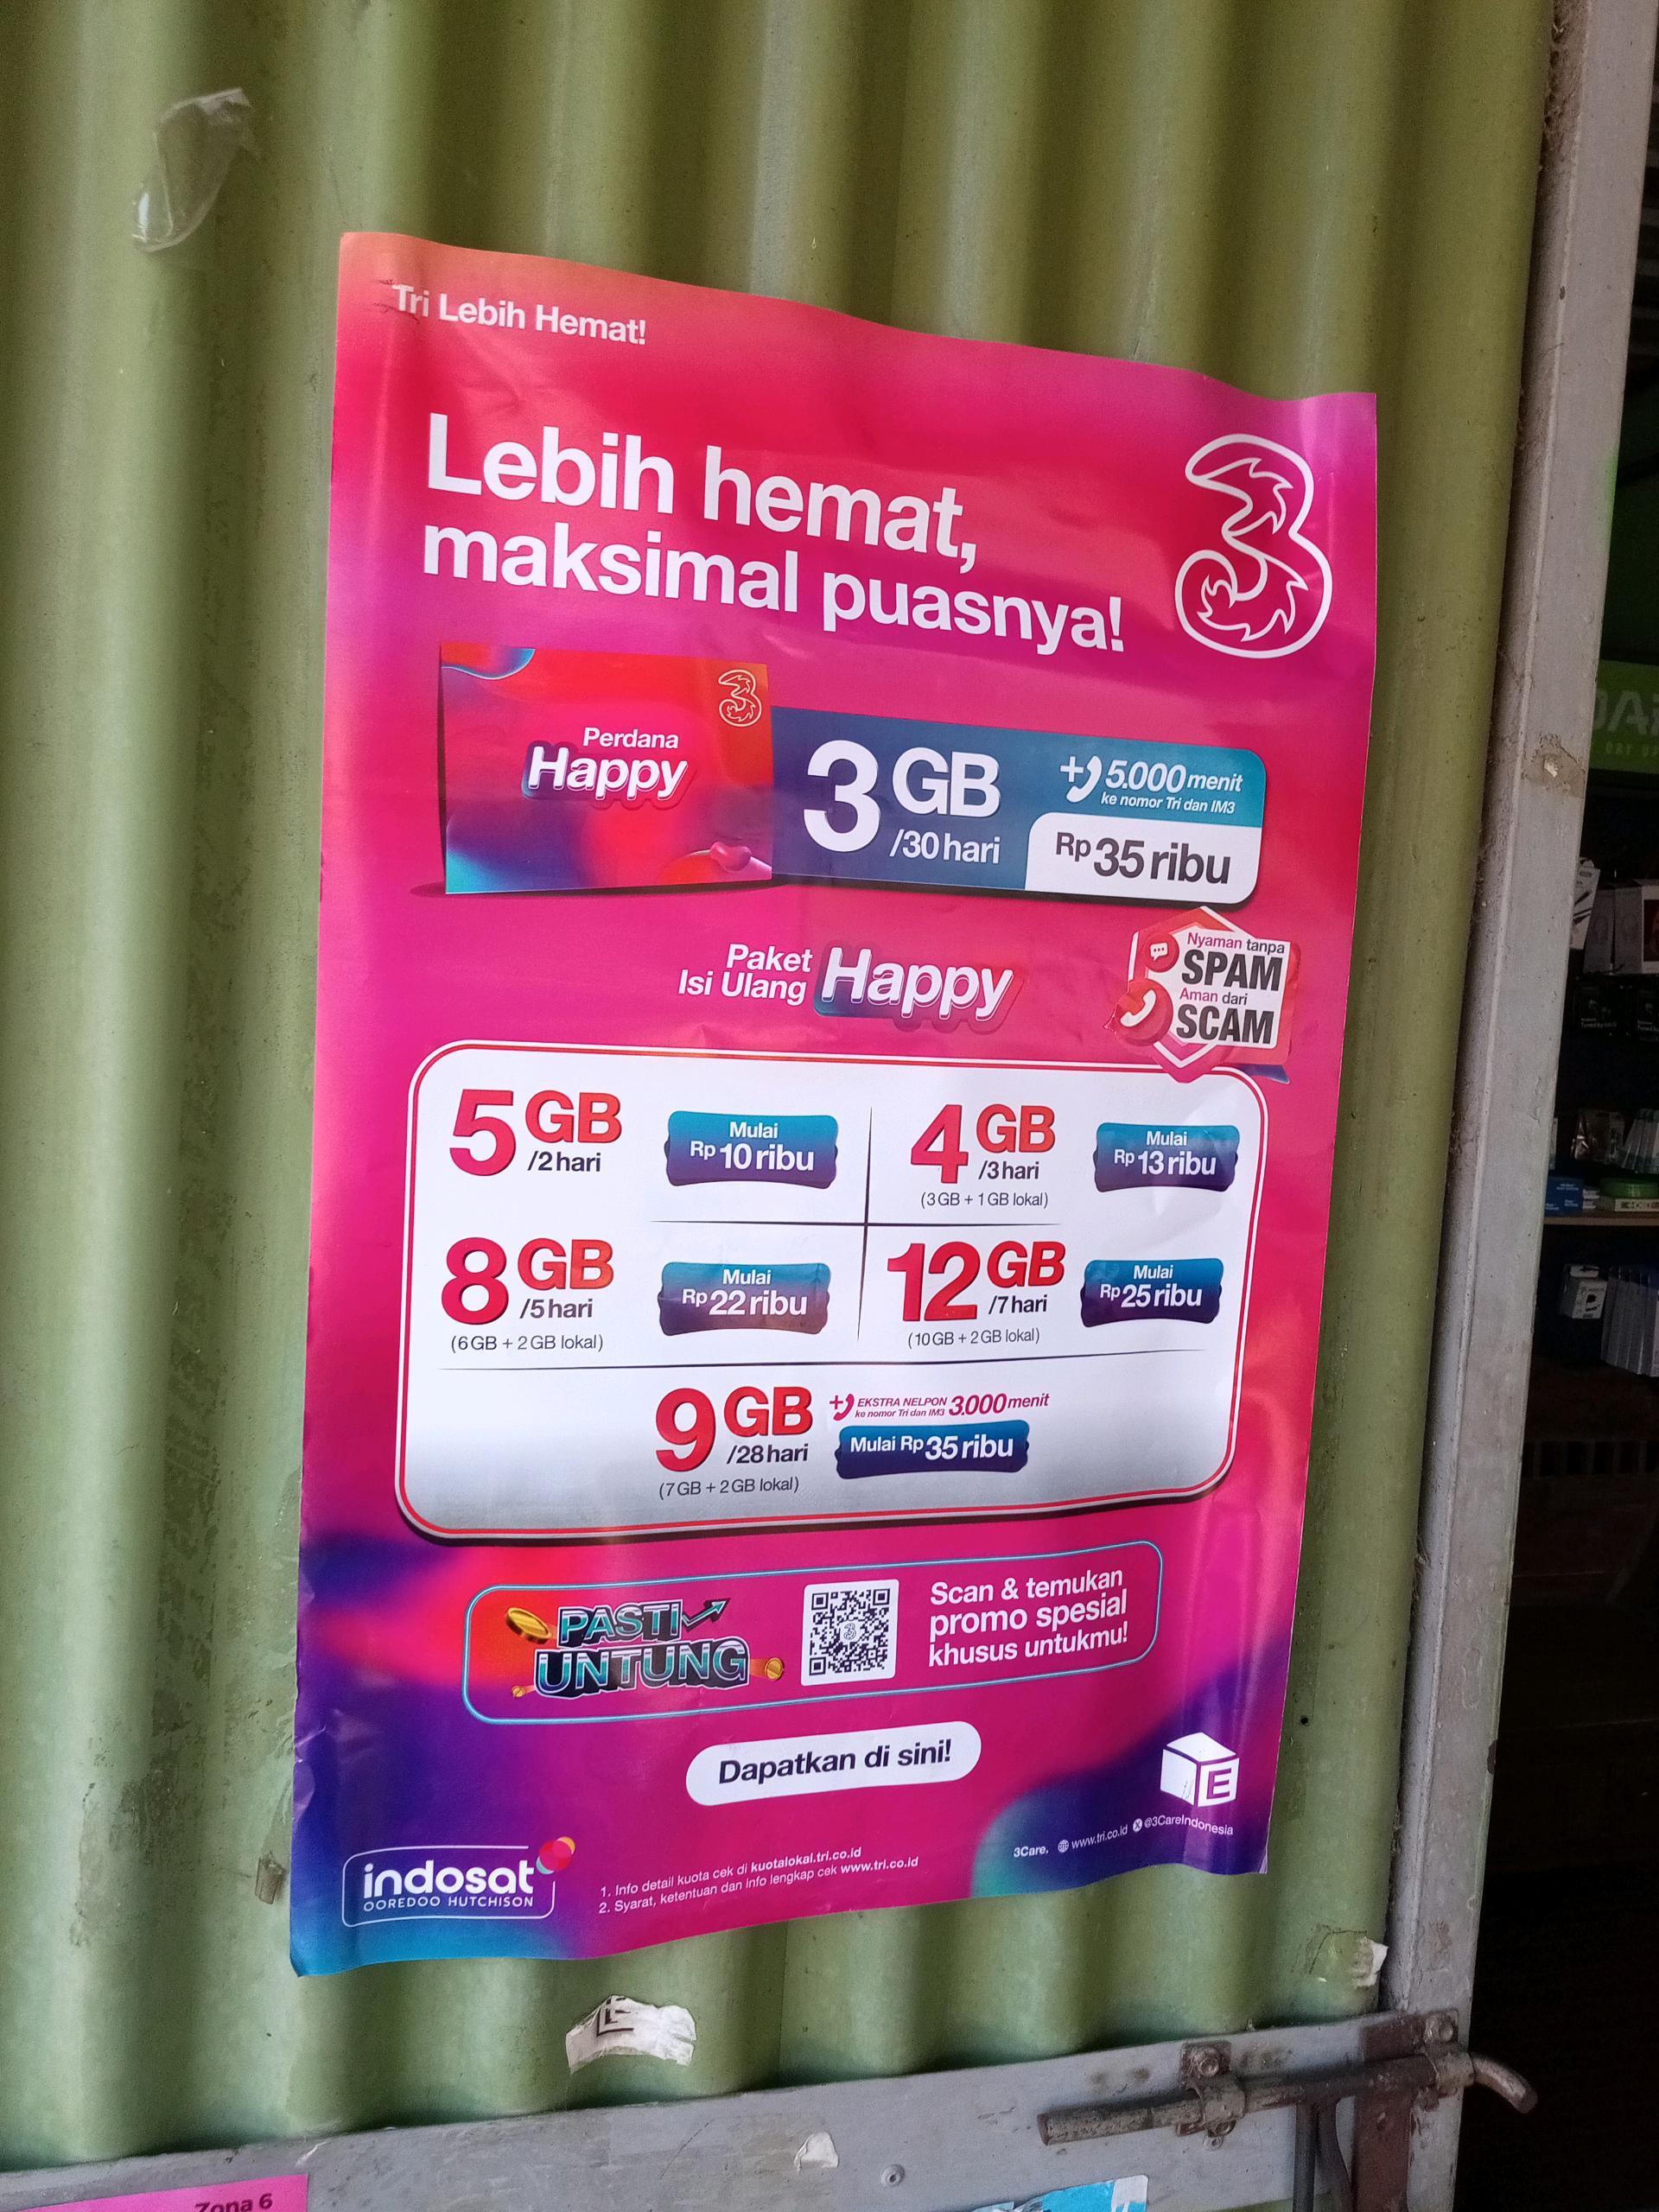 Tri Lebih Hemat!
Lebih hemat,
maksimal puasnya!
3
3
Perdana
Happy
3 GB
/30 hari
+ 5.000 menit
ke nomor Tri dan IM3
Rp 35 ribu
Paket
Isi Ulang
Happy
Nyaman tanpa
SPAM
Aman dari
SCAM
5 GB
/2 hari
Mulai
Rp 10 ribu
4 GB
/3 hari
(3 GB + 1 GB lokal)
Mulai
Rp 13 ribu
8 GB
/5 hari
(6 GB + 2 GB lokal)
Mulai
Rp 22 ribu
12 GB
/7 hari
(10 GB + 2 GB lokal)
Mulai
Rp 25 ribu
9 GB
/28 hari
(7 GB + 2 GB lokal)
+ EKSTRA NELPON 3.000 menit
ke nomor Tri dan IM3
Mulai Rp 35 ribu
PASTI
UNTUNG
Scan & temukan
promo spesial
khusus untukmu!
Dapatkan di sini!
E
indosat
OOREDOO HUTCHISON
1. Info detail kuota cek di kuotalokal.tri.co.id
2. Syarat, ketentuan dan info lengkap cek www.tri.co.id
3Care. www.tri.co.id @3CareIndonesia
Zona 6